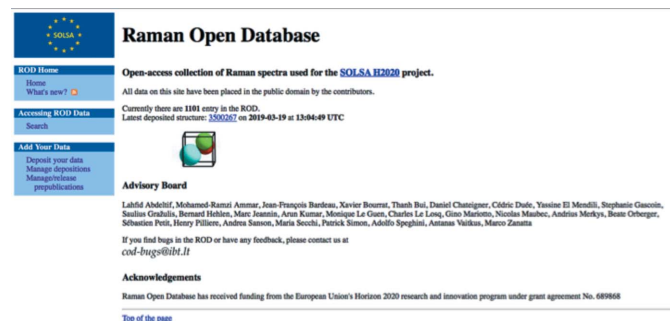 SOLSA
Raman Open Database
ROD Home
Home
What's new?
Accessing ROD Data
Search
Add Your Data
Deposit your data
Manage depositions
Manage/release
prepublications
Open-access collection of Raman spectra used for the SOLSA H2020 project.
All data on this site have been placed in the public domain by the contributors.
Currently there are 1101 entry in the ROD.
Latest deposited structure: 3500267 on 2019-03-19 at 13:04:49 UTC
Advisory Board
Lahfid Abdeltif, Mohamed-Ramzi Ammar, Jean-François Bardeau, Xavier Bourrat, Thanh Bui, Daniel Chateigner, Cédric Duée, Yassine El Mendili, Stephanie Gascoin,
Saulius Gražulis, Bernard Hehlen, Marc Jeannin, Arun Kumar, Monique Le Guen, Charles Le Losq, Gino Mariotto, Nicolas Maubec, Andrius Merkys, Beate Orberger,
Sébastien Petit, Henry Pilliere, Andrea Sanson, Maria Secchi, Patrick Simon, Adolfo Speghini, Antanas Vaitkus, Marco Zanatta
If you find bugs in the ROD or have any feedback, please contact us at
cod-bugs@ibt.lt
Acknowledgements
Raman Open Database has received funding from the European Union's Horizon 2020 research and innovation program under grant agreement No. 689868
Top of the page